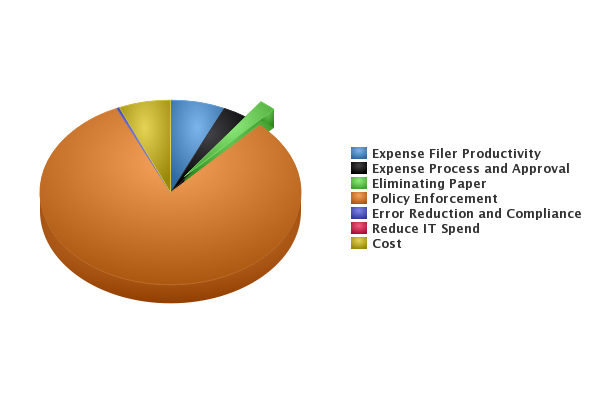 Expense Filer Productivity
Expense Process and Approval
Eliminating Paper
Policy Enforcement
Error Reduction and Compliance
Reduce IT Spend
Cost